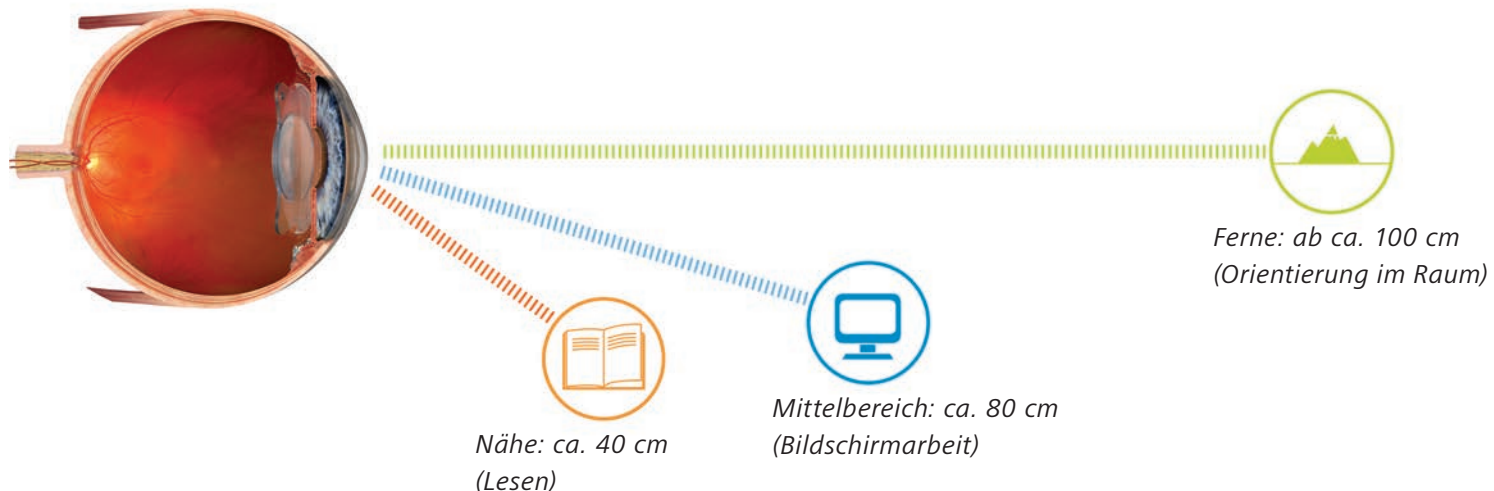 Ferne: ab ca. 100 cm
(Orientierung im Raum)
Mittelbereich: ca. 80 cm
(Bildschirmarbeit)
Nähe: ca. 40 cm
(Lesen)